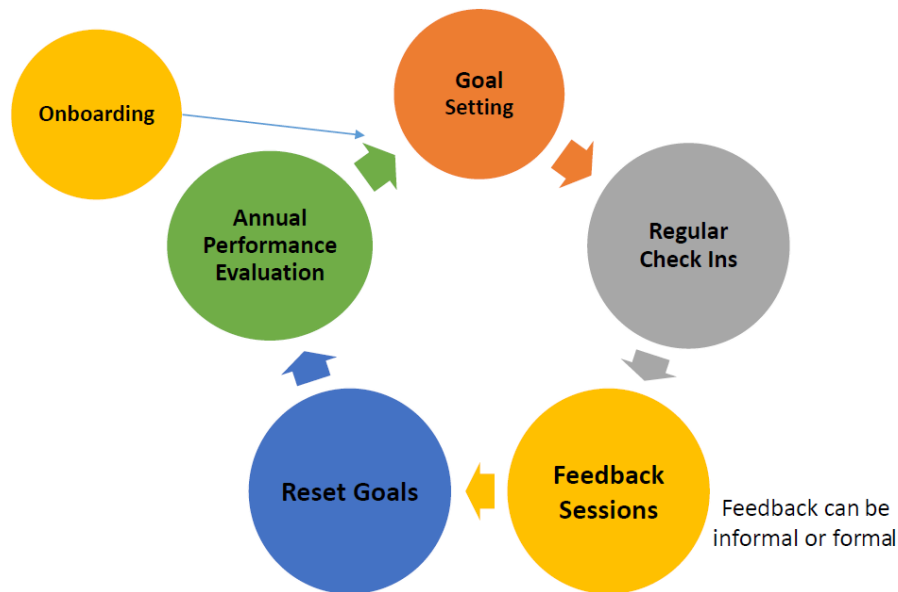 Onboarding
Goal
Setting
Regular
Check Ins
Feedback
Sessions
Feedback can be
informal or formal
Reset Goals
Annual
Performance
Evaluation